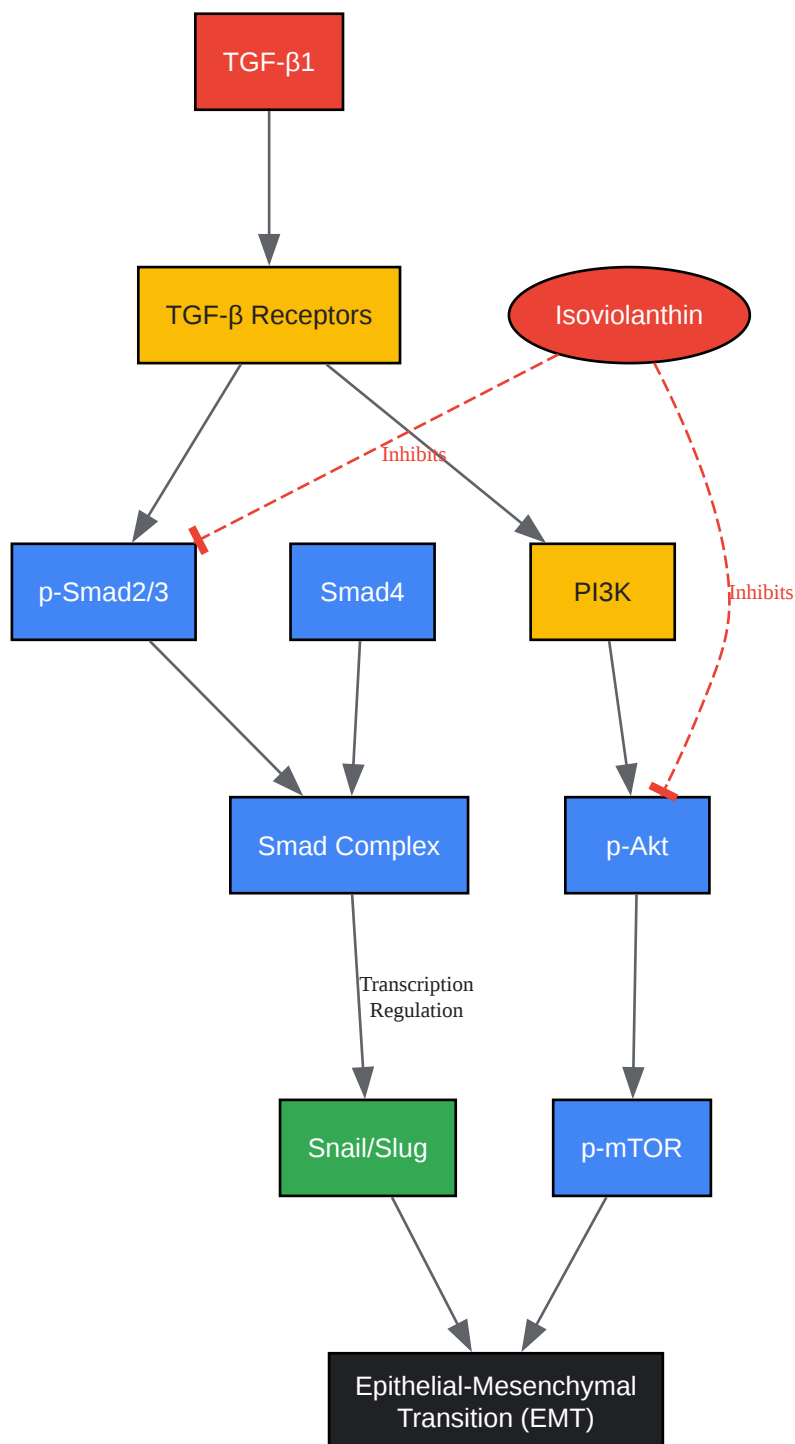 TGF-β1
TGF-β Receptors
Isoviolanthin
Inhibits
p-Smad2/3
Smad4
PI3K
Inhibits
Smad Complex
p-Akt
Transcription
Regulation
Snail/Slug
p-mTOR
Epithelial-Mesenchymal
Transition (EMT)